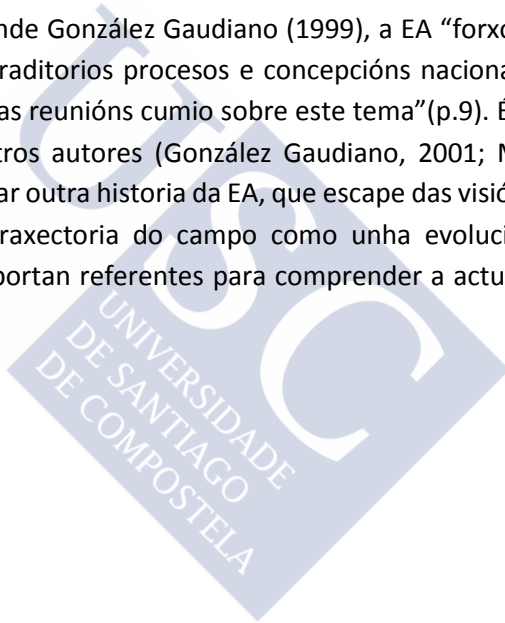 nde González Gaudiano (1999), a EA “forxo
raditorios procesos e concepcións naciona
as reunións cumio sobre este tema”(p.9). É
tros autores (González Gaudiano, 2001; M
ar outra historia da EA, que escape das visió
raxectoria do campo como unha evoluci
portan referentes para comprender a actu
USC
UNIVERSIDADE
DE SANTIAGO
DE COMPOSTELA